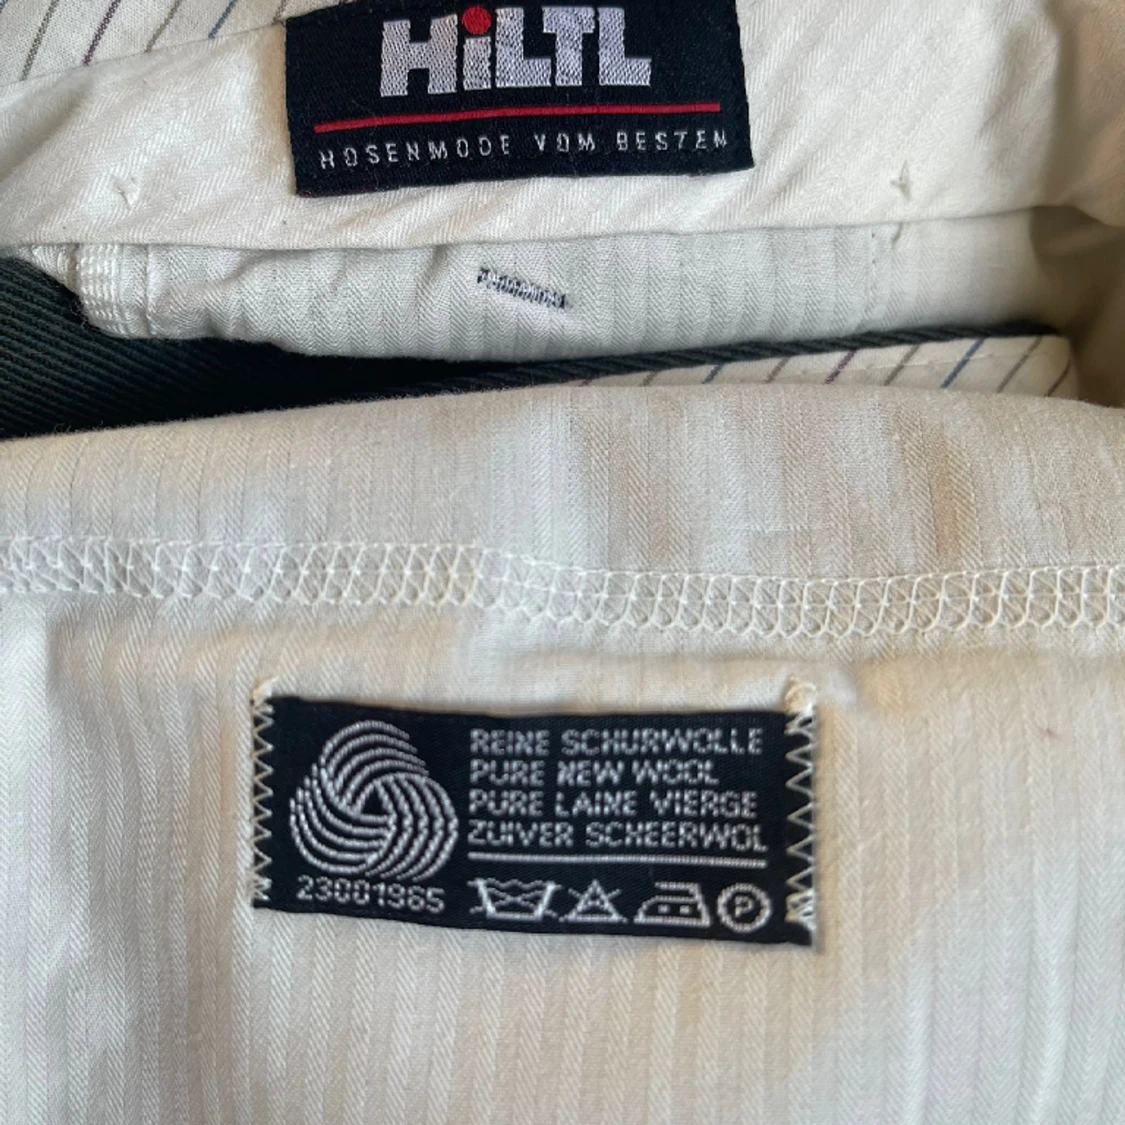 HiLTL
HOSENMODE VOM BESTEN
REINE SCHURWOLLE
PURE NEW WOOL
PURE LAINE VIERGE
ZUIVER SCHEERWOL
23001965
P